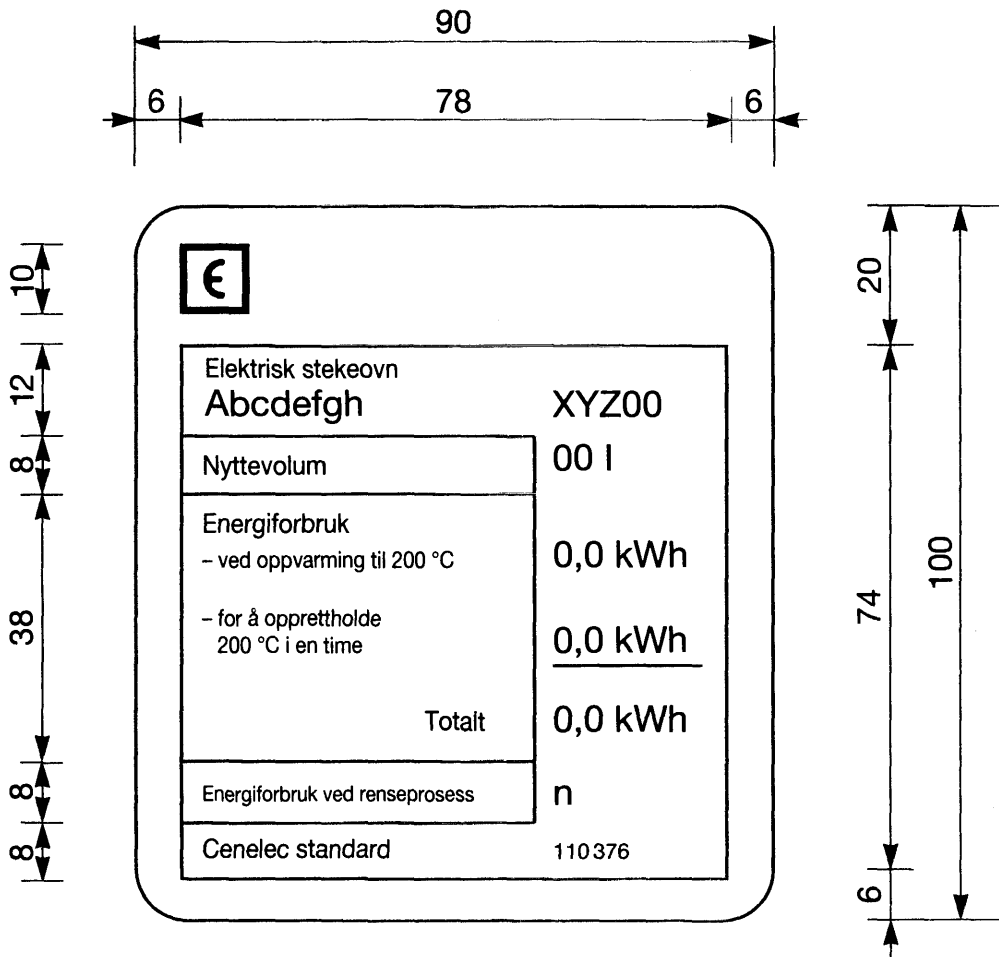 90
6 78 6
10
20
Є
12
Elektrisk stekeovn
Abcdefgh XYZ00
8
Nyttevolum 00 l
38
Energiforbruk
– ved oppvarming til 200 °C 0,0 kWh
– for å opprettholde
200 °C i en time 0,0 kWh
74
100
Totalt 0,0 kWh
8
Energiforbruk ved renseprosess n
8
Cenelec standard 110 376
6